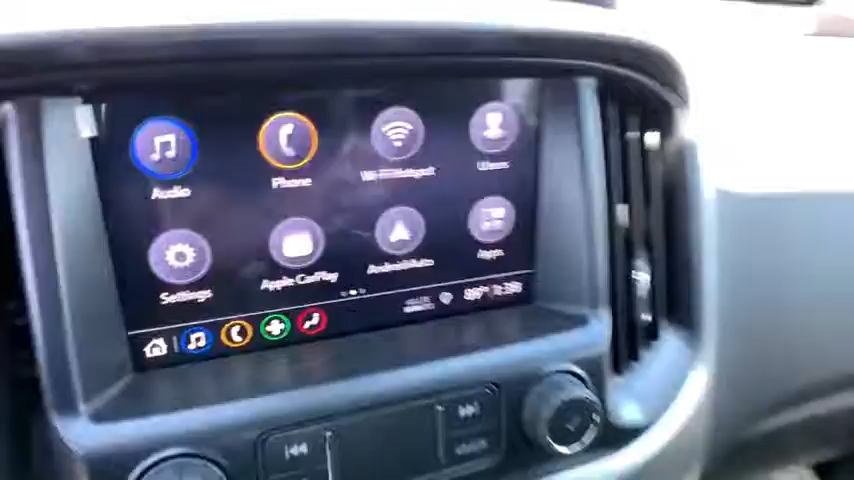 Audio
Phone
Wi-Fi Hotspot
Users
Settings
Apple CarPlay
Android Auto
Apps